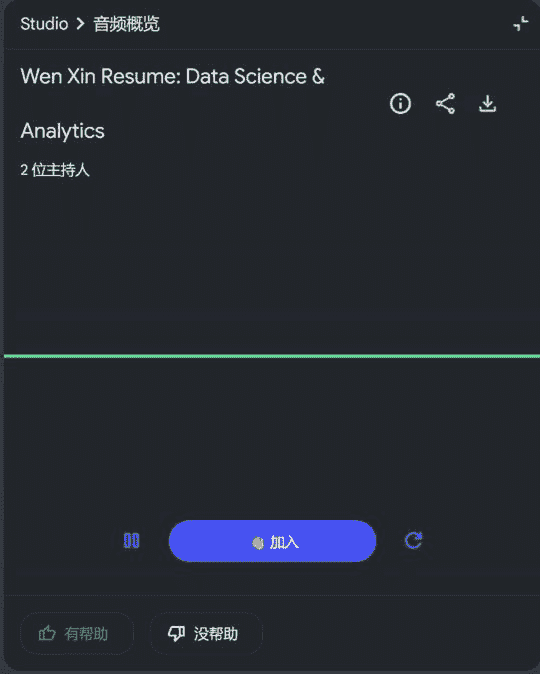 Studio > 音频概览
Wen Xin Resume: Data Science &
Analytics
2 位主持人
加入
有帮助
没帮助